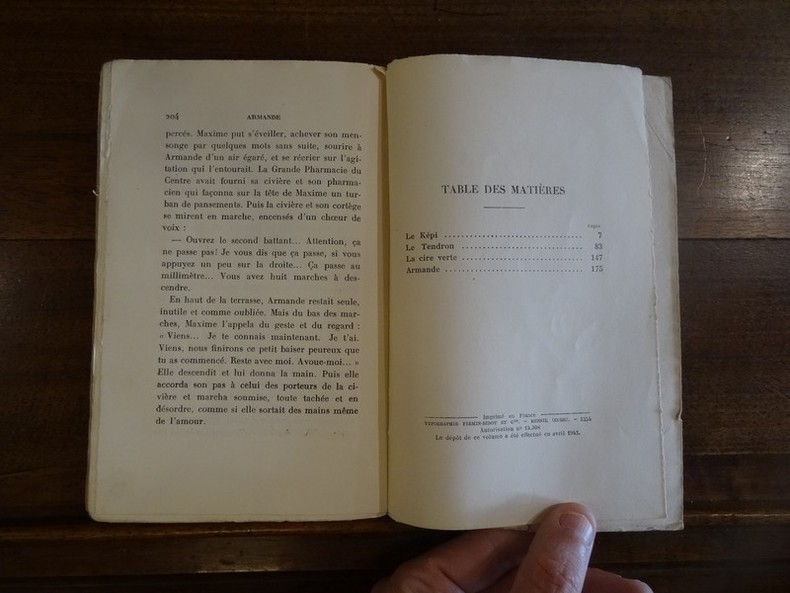 204 ARMANDE
percés. Maxime put s'éveiller, achever son men-
songe par quelques mots sans suite, sourire à
Armande d'un air égaré, et se récrier sur l'agi-
tation qui l'entourait. La Grande Pharmacie du
Centre avait fourni sa civière et son pharma-
cien qui façonna sur la tête de Maxime un tur-
ban de pansements. Puis la civière et son cortège
se mirent en marche, encensés d'un chœur de
voix :
— Ouvrez le second battant... Attention, ça
ne passe pas! Je vous dis que ça passe, si vous
appuyez un peu sur la droite... Ça passe au
millimètre... Vous avez huit marches à des-
cendre.
En haut de la terrasse, Armande restait seule,
inutile et comme oubliée. Mais du bas des mar-
ches, Maxime l'appela du geste et du regard :
« Viens... Je te connais maintenant. Je t'ai.
Viens, nous finirons ce petit baiser peureux que
tu as commencé. Reste avec moi. Avoue-moi... »
Elle descendit et lui donna la main. Puis elle
accorda son pas à celui des porteurs de la ci-
vière et marcha soumise, toute tachée et en
désordre, comme si elle sortait des mains même
de l'amour.
TABLE DES MATIÈRES
Pages
Le Képi 7
Le Tendron 83
La cire verte 147
Armande 175
Imprimé en France
TYPOGRAPHIE FIRMIN-DIDOT ET Cie. — MESNIL (EURE).
Autorisation n°
Le dépôt de ce volume a été effectué en avril